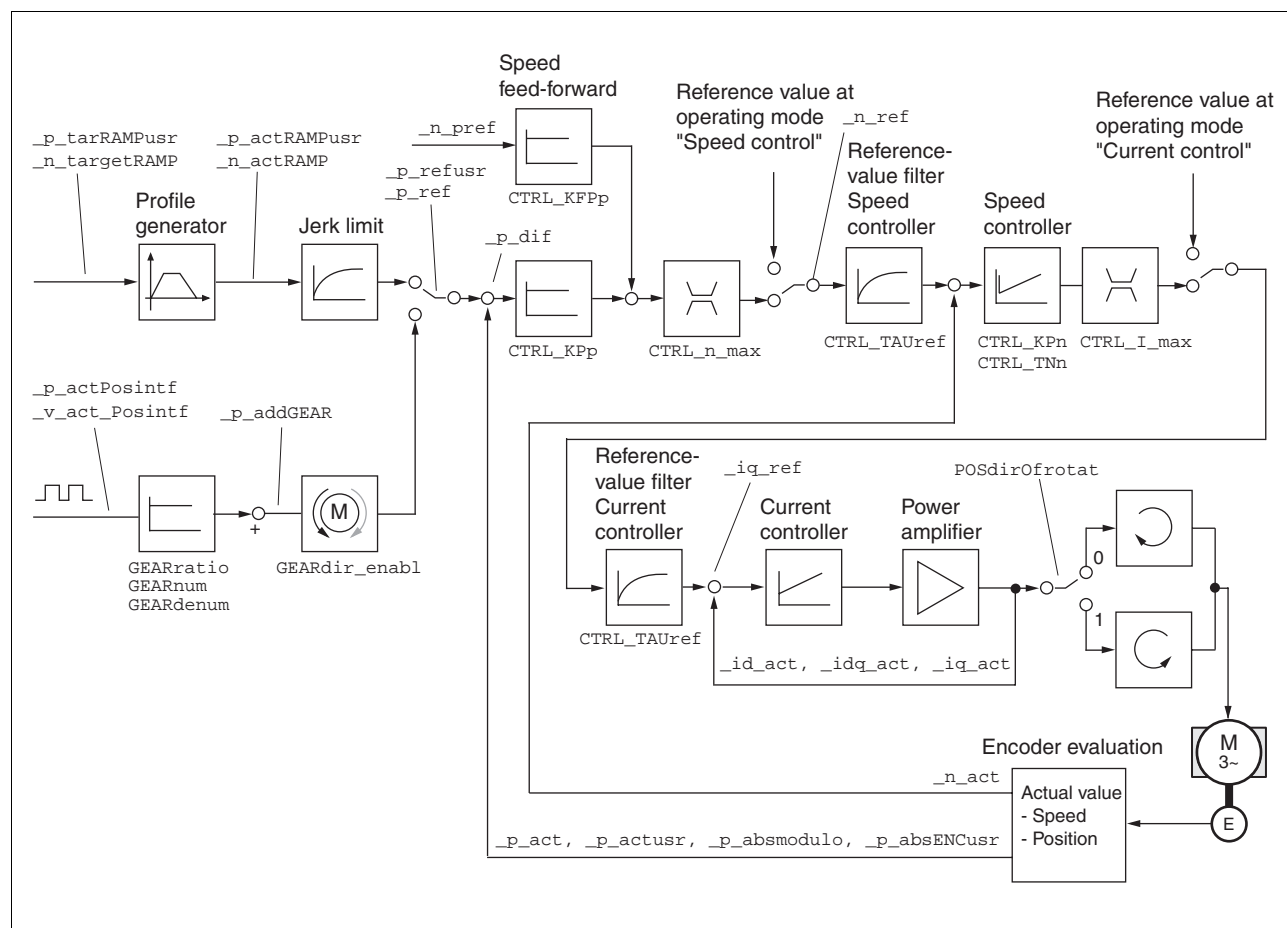 Speed
feed-forward
_n_pref
CTRL_KFPp
Reference value at
operating mode
"Speed control"
_n_ref
Reference value at
operating mode
"Current control"
_p_tarRAMPusr
_n_targetRAMP
_p_actRAMPusr
_n_actRAMP
_p_refusr
_p_ref
Reference-
value filter
Speed
controller
Speed
controller
Profile
generator
Jerk limit
_p_dif
CTRL_KPp
CTRL_n_max
CTRL_TAUref
CTRL_KPn
CTRL_TNn
CTRL_I_max
_p_actPosintf
_v_act_Posintf
_p_addGEAR
+
M
GEARratio
GEARnum
GEARdenum
GEARdir_enabl
Reference-
value filter
Current
controller
_iq_ref
Current
controller
Power
amplifier
POSdirOfrotat
0
1
CTRL_TAUref
_id_act, _idq_act, _iq_act
M
3~
E
Encoder evaluation
_n_act
Actual value
- Speed
- Position
_p_act, _p_actusr, _p_absmodulo, _p_absENCusr